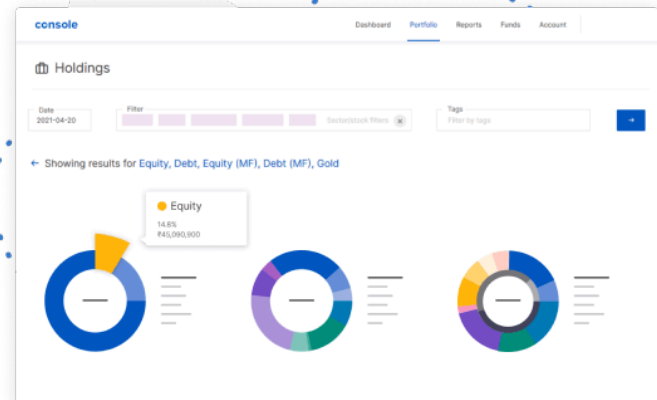 console
Dashboard Portfolio Reports Funds Account
Holdings
Date
2021-04-20
Filter
Sector/stock filters
Tags
Filter by tags
← Showing results for Equity, Debt, Equity (MF), Debt (MF), Gold
Equity
14.8%
₹45,090,900